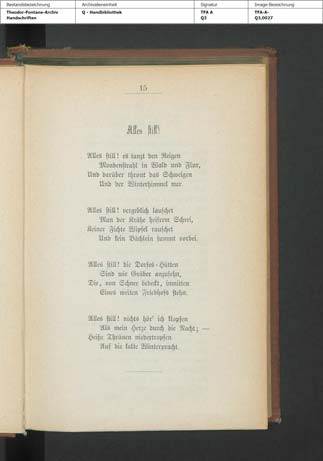 Bestandsbezeichnung
Archivalieneinheit
Signatur
Image Bezeichnung
Theodor-Fontane-Archiv
Handschriften
Q - Handbibliothek
TFA A
Q3
TFA-A-
Q3,0027
15
Alles still!
Alles still! es tanzt den Reigen
Mondenstrahl in Wald und Flur,
Und darüber thront das Schweigen
Und der Winterhimmel nur.
Alles still! vergeblich lauschet
Man der Krähe heisrem Schrei,
Keiner Fichte Wipfel rauschet
Und kein Bächlein summt vorbei.
Alles still! die Dorfes-Hütten
Sind wie Gräber anzusehn,
Die, von Schnee bedeckt, inmitten
Eines weiten Friedhofs stehn.
Alles still! nichts hör' ich klopfen
Als mein Herze durch die Nacht; —
Heiße Thränen niedertropfen
Auf die kalte Winterpracht.